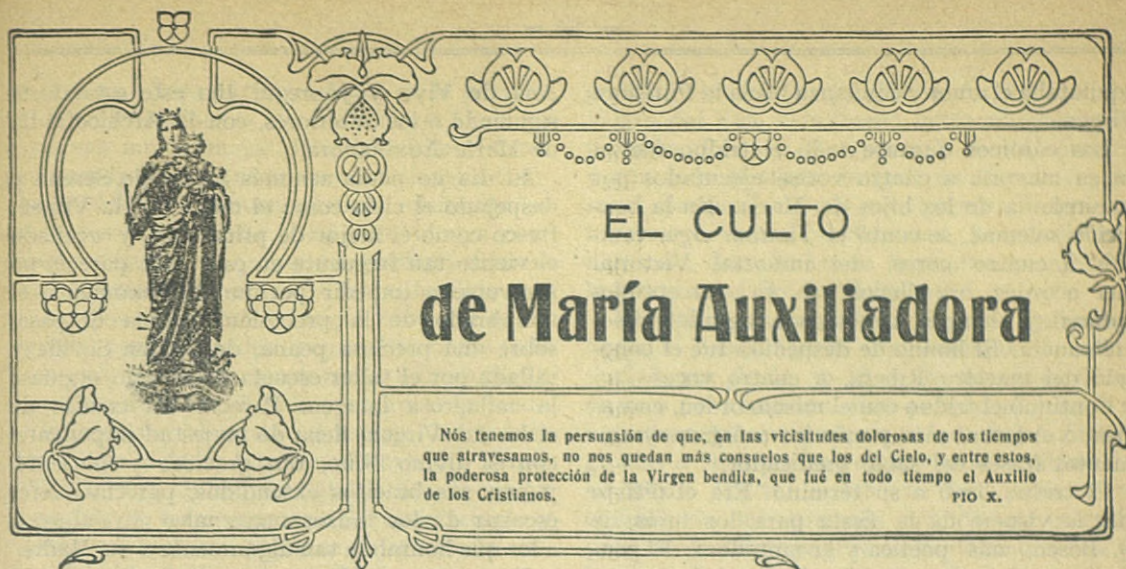 EL CULTO
de María Auxiliadora
Nós tenemos la persuasión de que, en las vicisitudes dolorosas de los tiempos
que atravesamos, no nos quedan más consuelos que los del Cielo, y entre estos,
la poderosa protección de la Virgen bendita, que fué en todo tiempo el Auxilio
de los Cristianos.
PIO X.